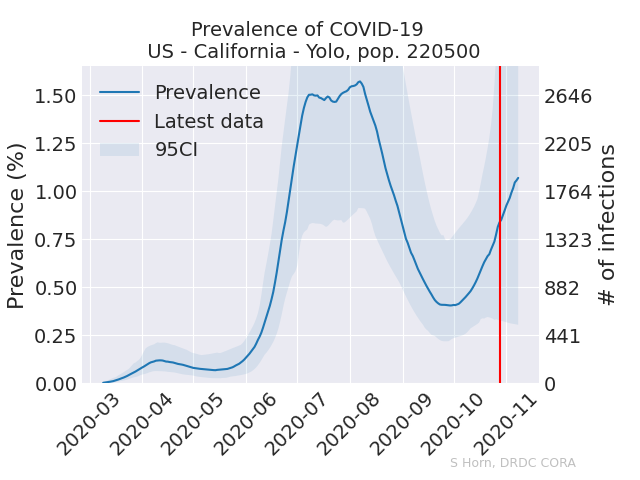 Prevalence of COVID-19
US - California - Yolo, pop. 220500
Prevalence
Latest data
95CI
Prevalence (%)
1.50
1.25
1.00
0.75
0.50
0.25
0.00
2646
2205
1764
1323
882
441
0
# of infections
2020-03
2020-04
2020-05
2020-06
2020-07
2020-08
2020-09
2020-10
2020-11
S Horn, DRDC CORA